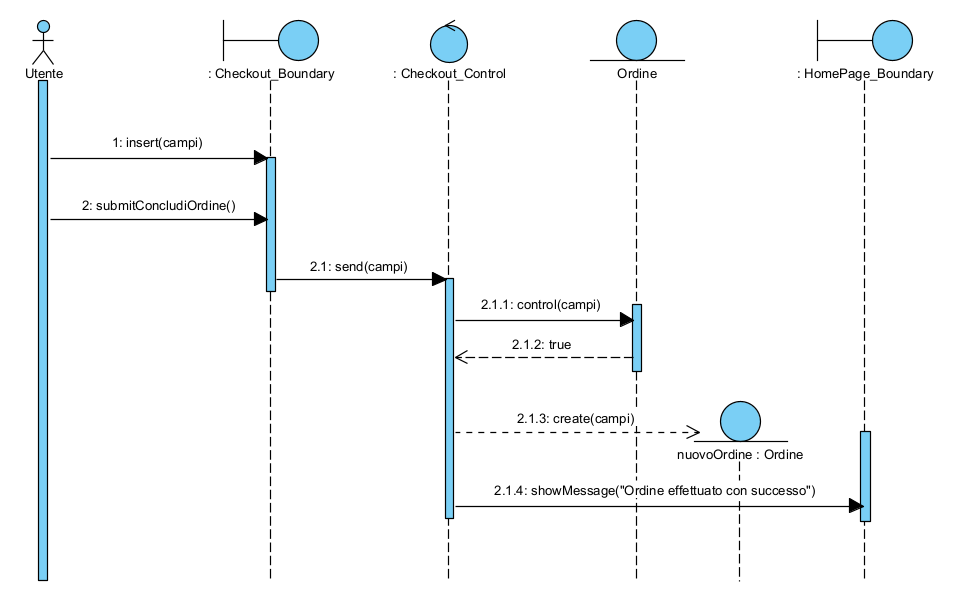 Utente
: Checkout_Boundary
: Checkout_Control
Ordine
: HomePage_Boundary
1: insert(campi)
2: submitConcludiOrdine()
2.1: send(campi)
2.1.1: control(campi)
2.1.2: true
2.1.3: create(campi)
nuovoOrdine : Ordine
2.1.4: showMessage("Ordine effettuato con successo")